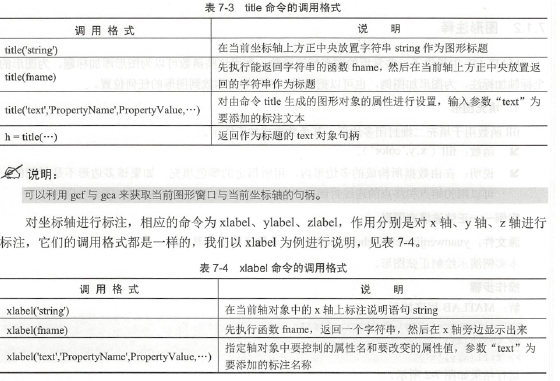 表 7-3 title 命令的调用格式
调 用 格 式 说 明
title('string') 在当前坐标轴上方正中央放置字符串 string 作为图形标题
title(fname) 先执行能返回字符串的函数 fname，然后在当前轴上方正中央放置返
回的字符串作为标题
title('text','PropertyName',PropertyValue,…) 对由命令 title 生成的图形对象的属性进行设置，输入参数“text”为
要添加的标注文本
h = title(…) 返回作为标题的 text 对象句柄
说明：
可以利用 gcf 与 gca 来获取当前图形窗口与当前坐标轴的句柄。
对坐标轴进行标注，相应的命令为 xlabel、ylabel、zlabel，作用分别是对 x 轴、y 轴、z 轴进行
标注，它们的调用格式都是一样的，我们以 xlabel 为例进行说明，见表 7-4。
表 7-4 xlabel 命令的调用格式
调 用 格 式 说 明
xlabel('string') 在当前轴对象中的 x 轴上标注说明语句 string
xlabel(fname) 先执行函数 fname，返回一个字符串，然后在 x 轴旁边显示出来
xlabel('text','PropertyName',PropertyValue,…) 指定轴对象中要控制的属性名和要改变的属性值，参数“text”为
要添加的标注名称